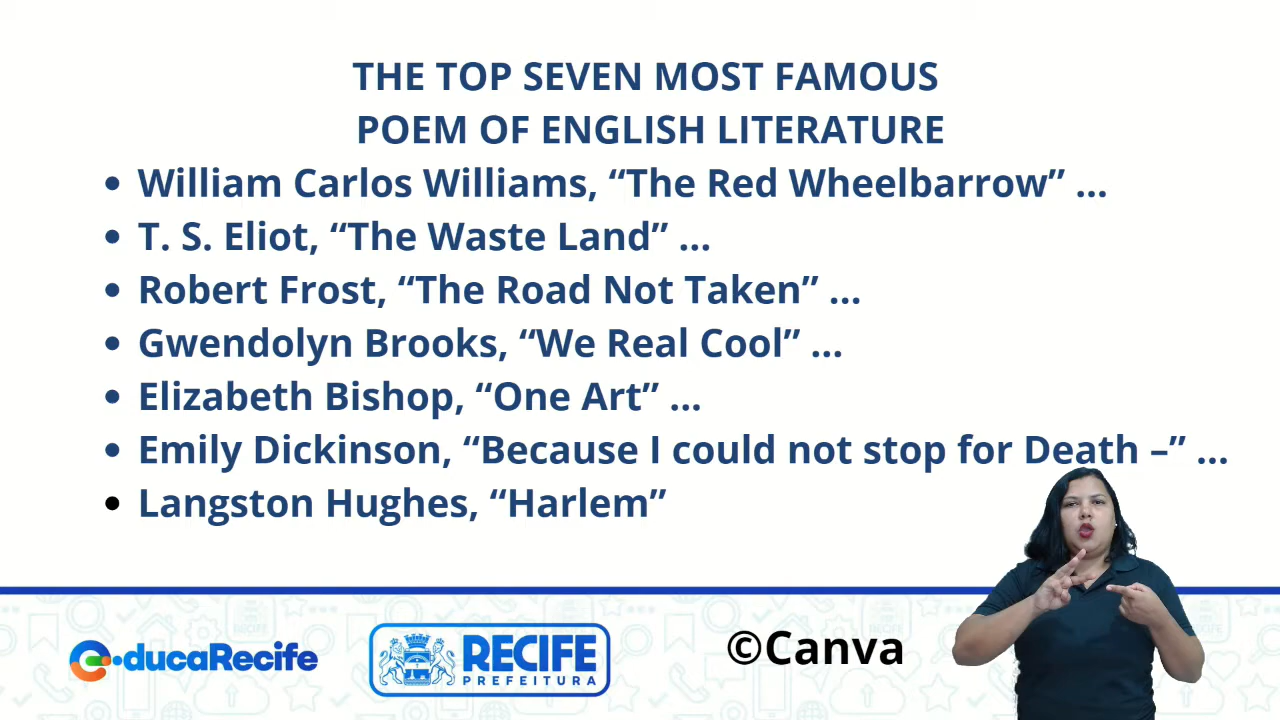 THE TOP SEVEN MOST FAMOUS
POEM OF ENGLISH LITERATURE
• William Carlos Williams, “The Red Wheelbarrow” ...
• T. S. Eliot, “The Waste Land” ...
• Robert Frost, “The Road Not Taken” ...
• Gwendolyn Brooks, “We Real Cool” ...
• Elizabeth Bishop, “One Art” ...
• Emily Dickinson, “Because I could not stop for Death –” ...
• Langston Hughes, “Harlem”
ducaRecife
RECIFE
PREFEITURA
©Canva